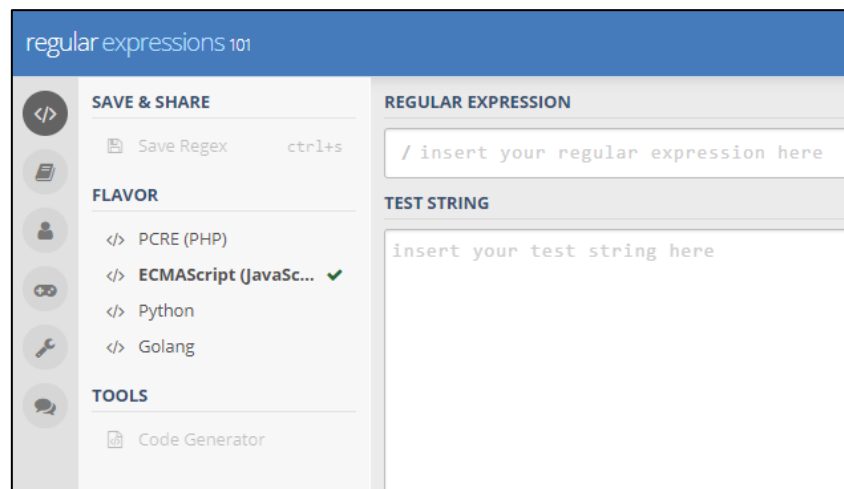 regular expressions 101
SAVE & SHARE
Save Regex ctrl+s
FLAVOR
</> PCRE (PHP)
</> ECMAScript (JavaSc...
</> Python
</> Golang
TOOLS
Code Generator
REGULAR EXPRESSION
/ insert your regular expression here
TEST STRING
insert your test string here